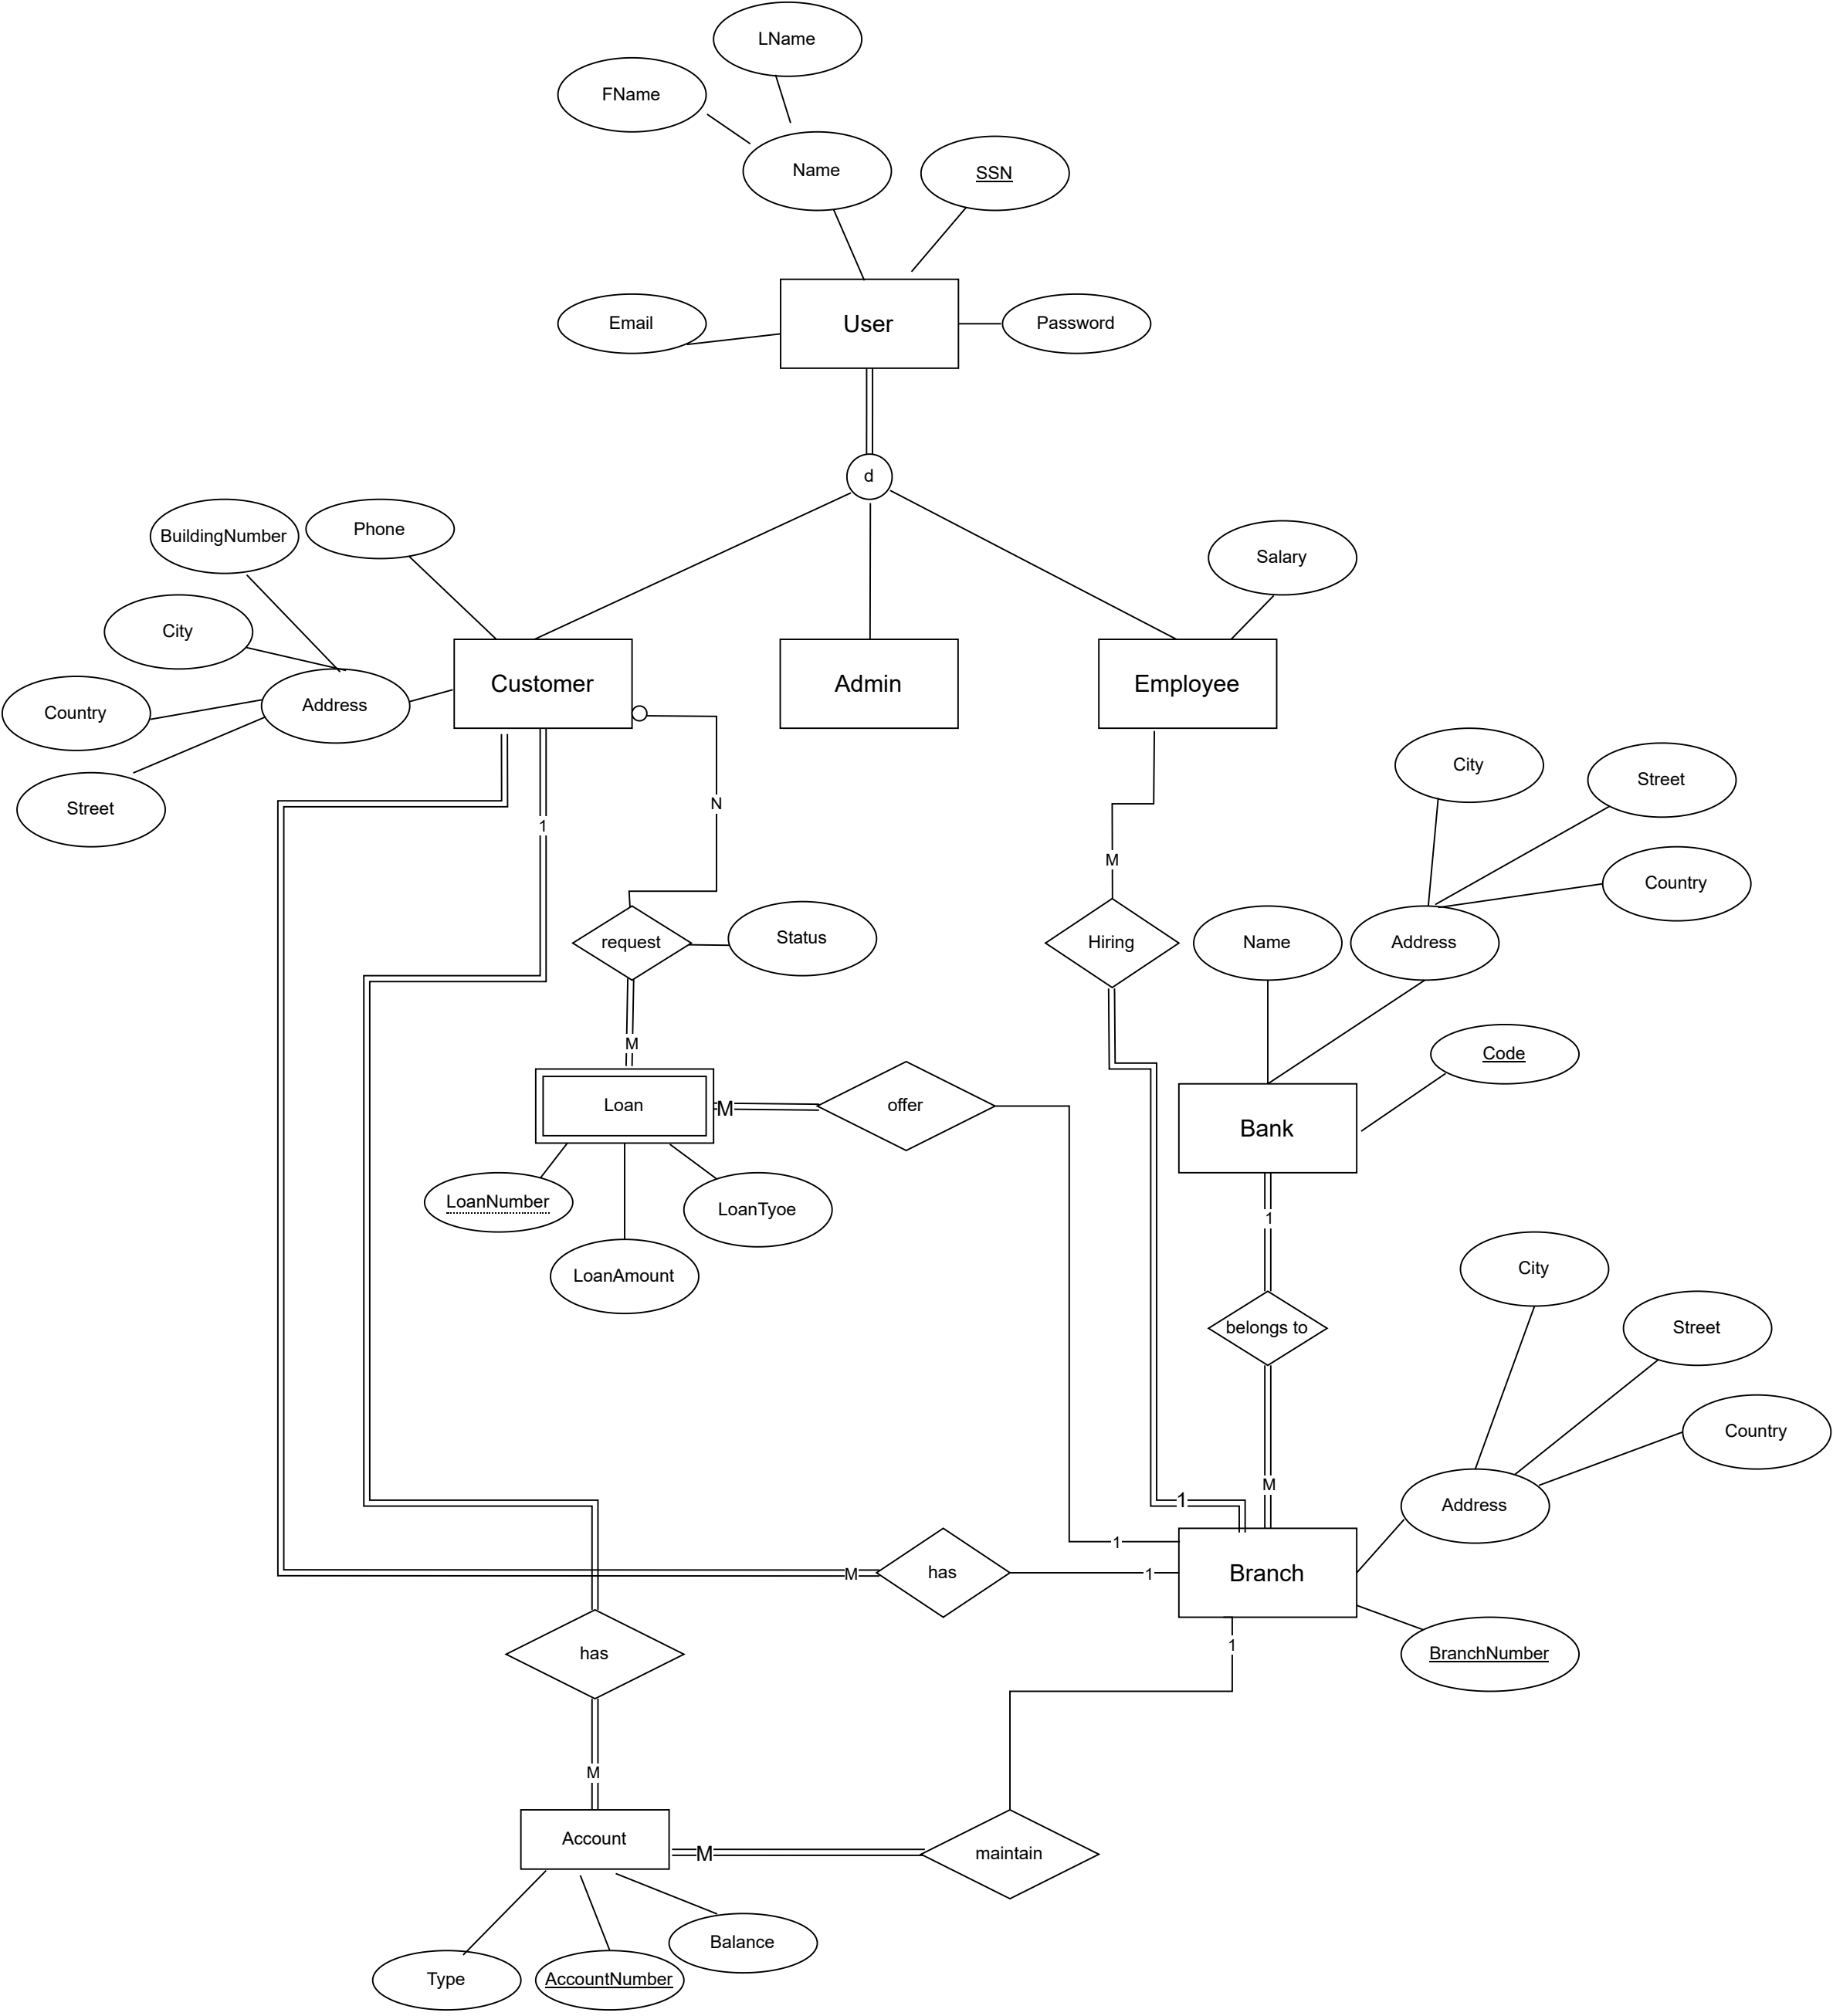 LName
FName
Name
SSN
User
Email
Password
d
BuildingNumber
Phone
Salary
City
Customer
Admin
Employee
Address
Country
Street
City
Street
N
1
M
Country
request
Status
Hiring
Name
Address
M
Code
Loan
M
offer
Bank
LoanNumber
LoanTyoe
1
LoanAmount
City
belongs to
Street
Country
M
1
Address
1
M
has
1
Branch
1
has
BranchNumber
M
Account
M
maintain
Balance
Type
AccountNumber